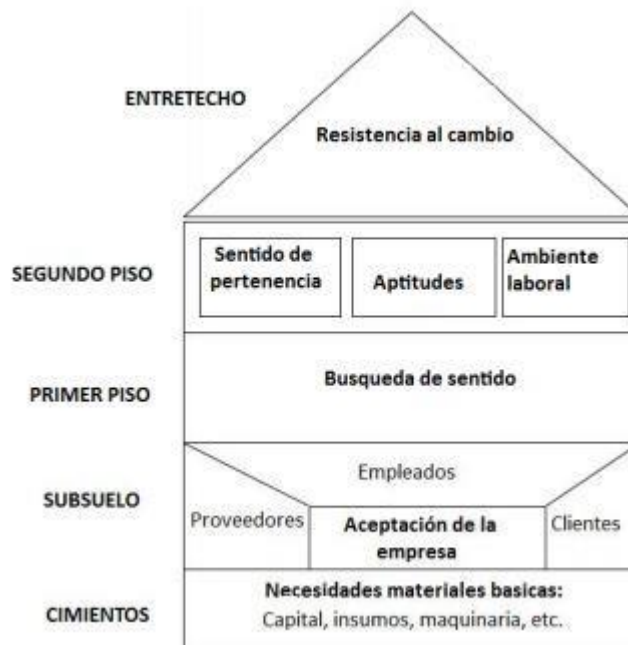 ENTRETECHO
Resistencia al cambio
SEGUNDO PISO
Sentido de
pertenencia
Aptitudes
Ambiente
laboral
PRIMER PISO
Busqueda de sentido
SUBSUELO
Empleados
Proveedores
Aceptación de la
empresa
Clientes
CIMIENTOS
Necesidades materiales basicas:
Capital, insumos, maquinaria, etc.